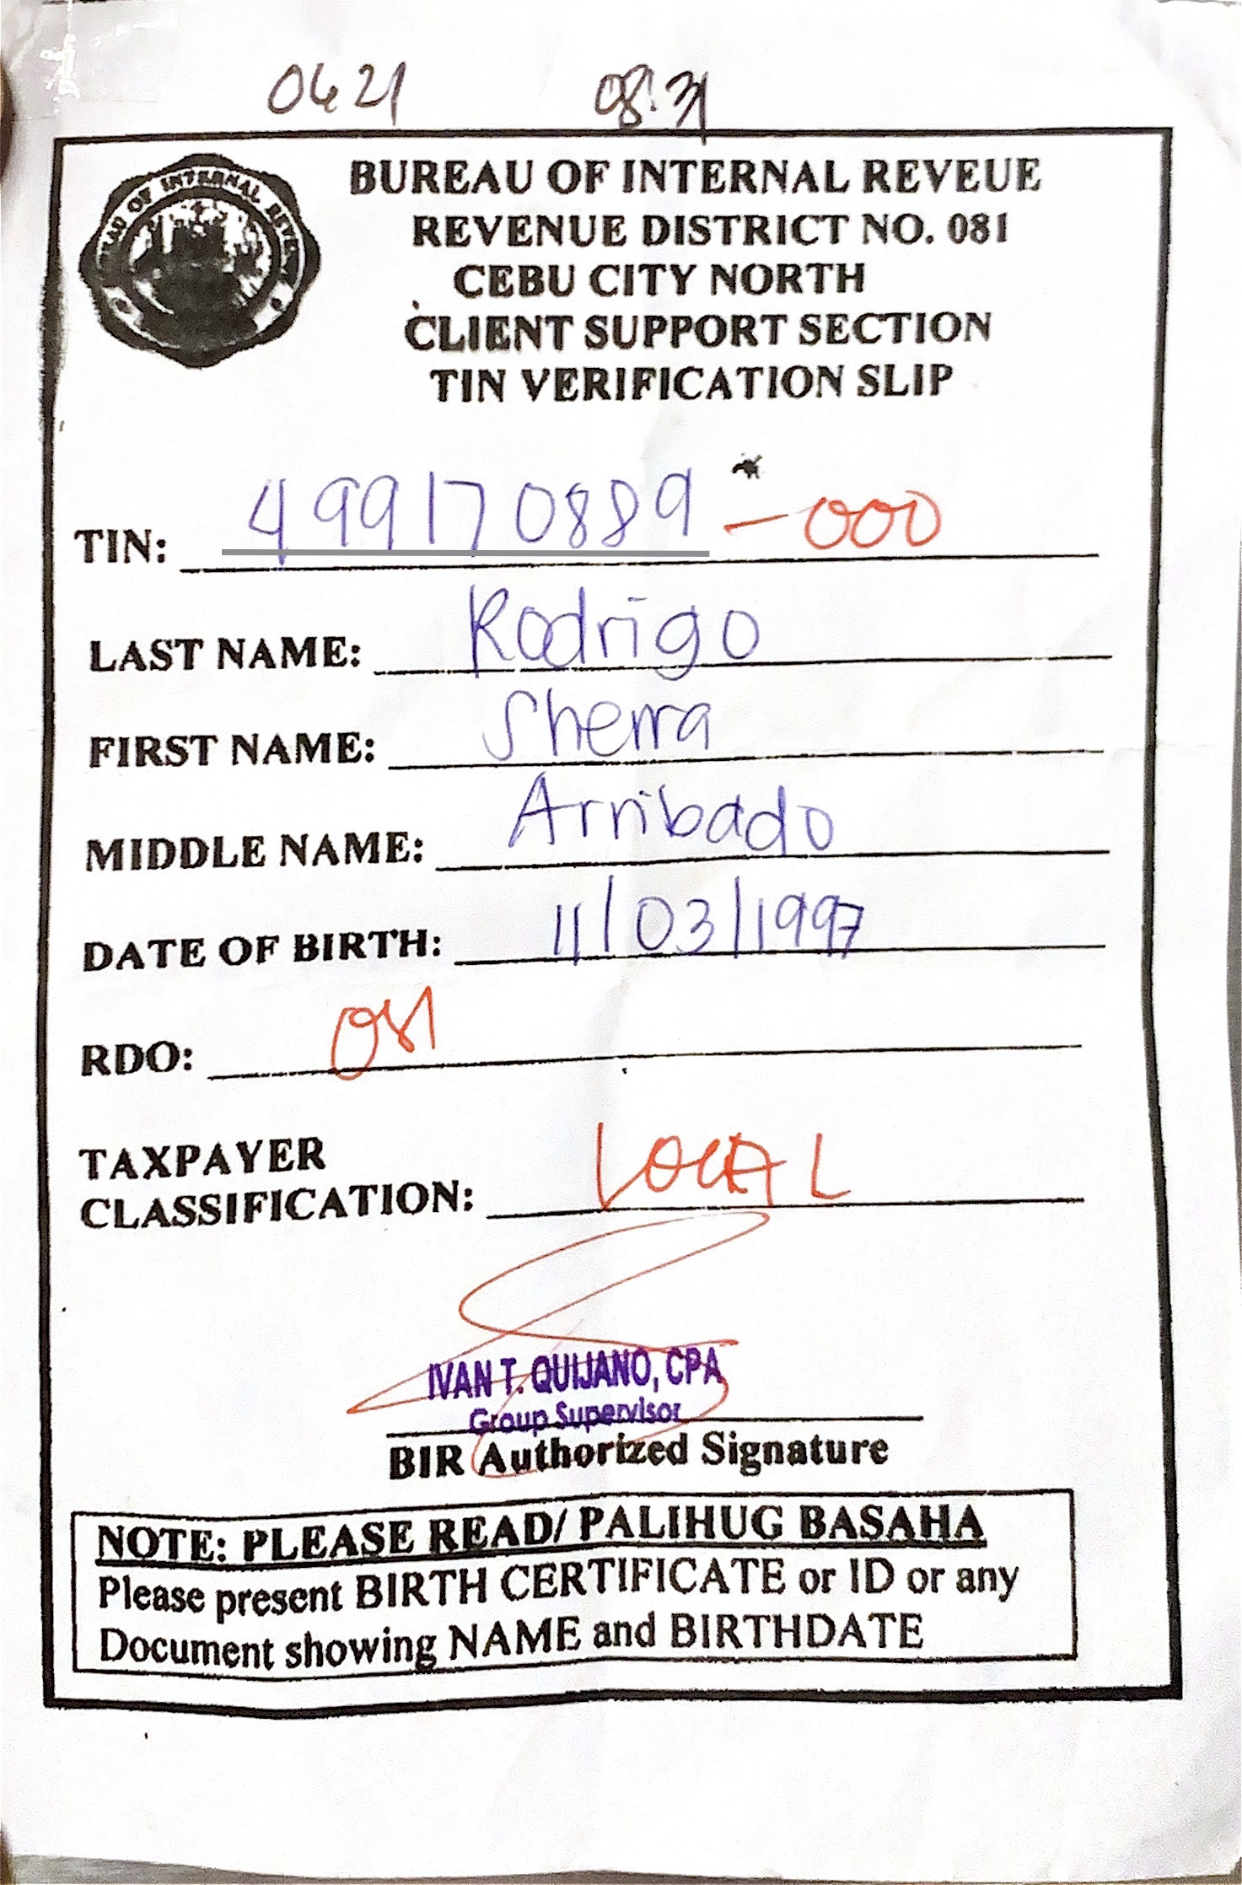 0621 08.31
BUREAU OF INTERNAL REVEUE
REVENUE DISTRICT NO. 081
CEBU CITY NORTH
CLIENT SUPPORT SECTION
TIN VERIFICATION SLIP
TIN: 499170889 - 000
LAST NAME: Rodrigo
FIRST NAME: Sherra
MIDDLE NAME: Arribado
DATE OF BIRTH: 11/03/1997
RDO: 081
TAXPAYER
CLASSIFICATION: LOCAL
IVAN T. QUIJANO, CPA
Group Supervisor
BIR Authorized Signature
NOTE: PLEASE READ/ PALIHUG BASAHA
Please present BIRTH CERTIFICATE or ID or any
Document showing NAME and BIRTHDATE